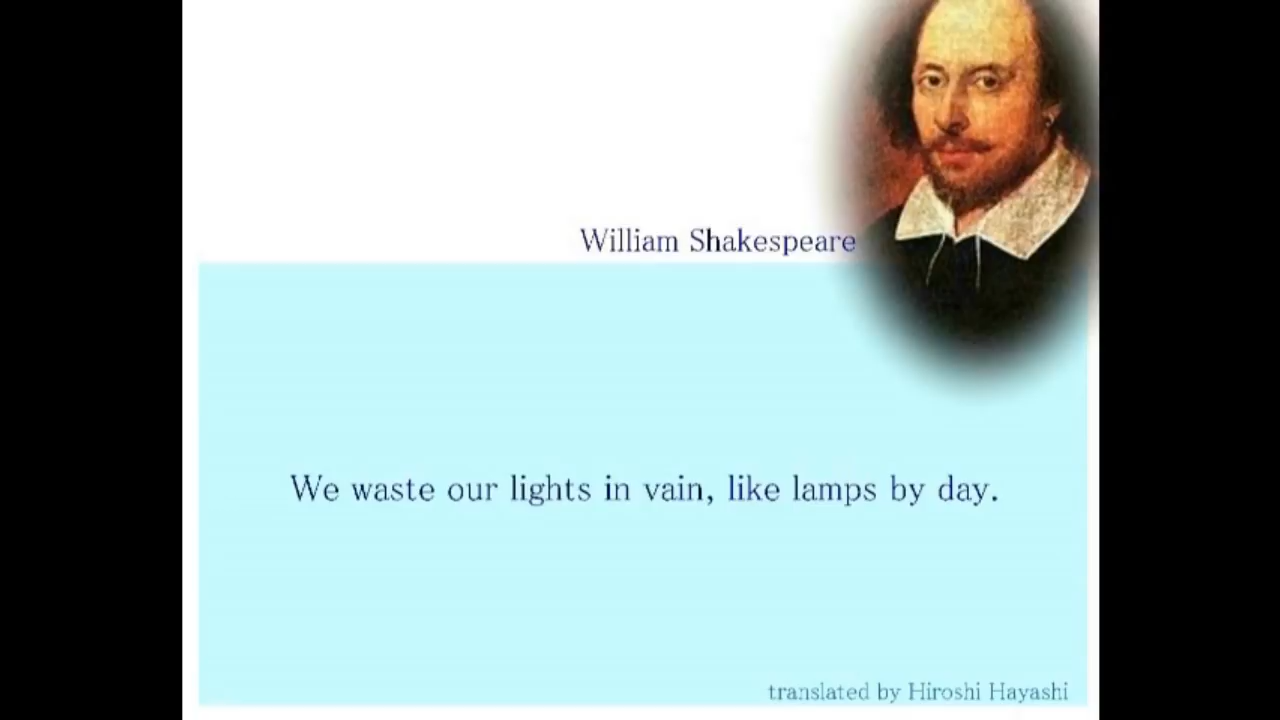 William Shakespeare
We waste our lights in vain, like lamps by day.
translated by Hiroshi Hayashi